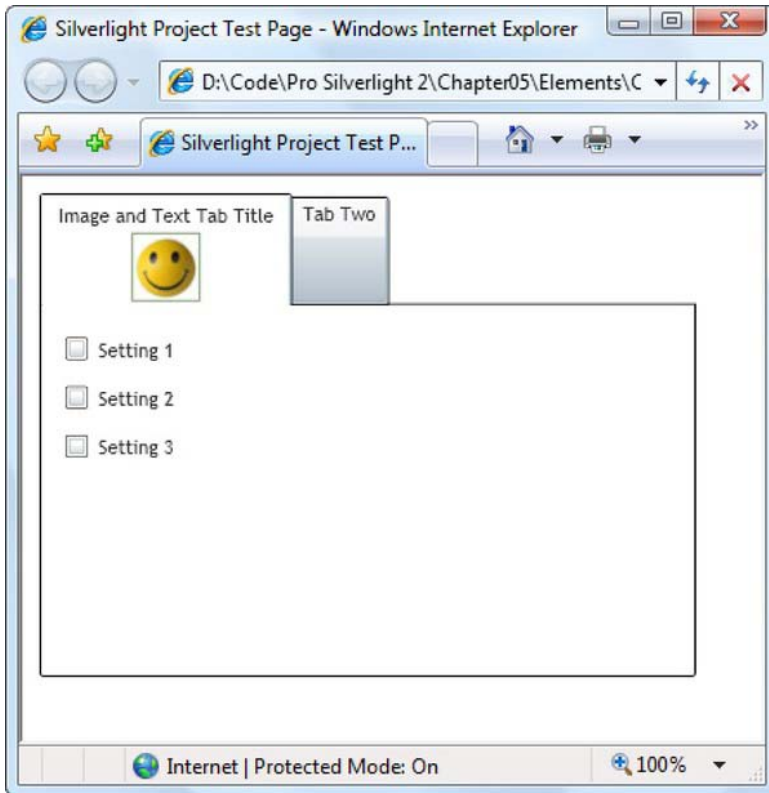 Silverlight Project Test Page - Windows Internet Explorer
D:\Code\Pro Silverlight 2\Chapter05\Elements\C
Silverlight Project Test P...
Image and Text Tab Title
Tab Two
Setting 1
Setting 2
Setting 3
Internet | Protected Mode: On
100%